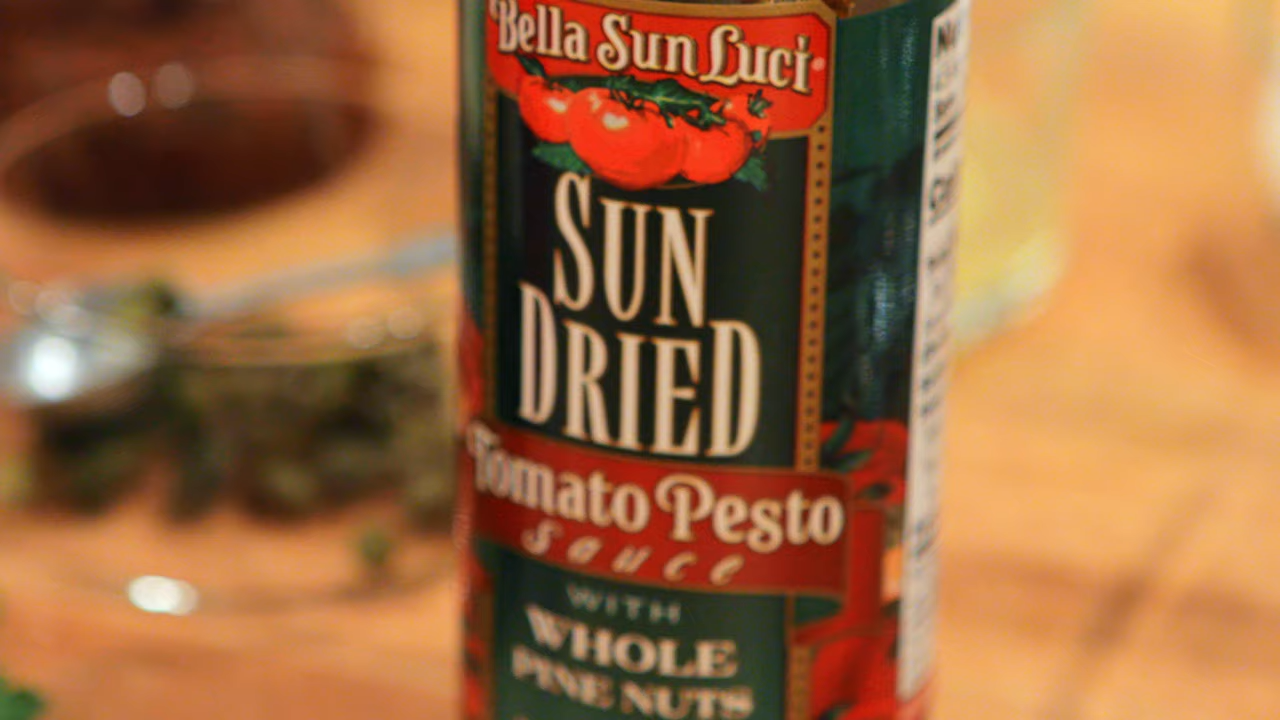 Bella Sun Luci
SUN
DRIED
Tomato Pesto
sauce
WITH
WHOLE
PINE NUTS